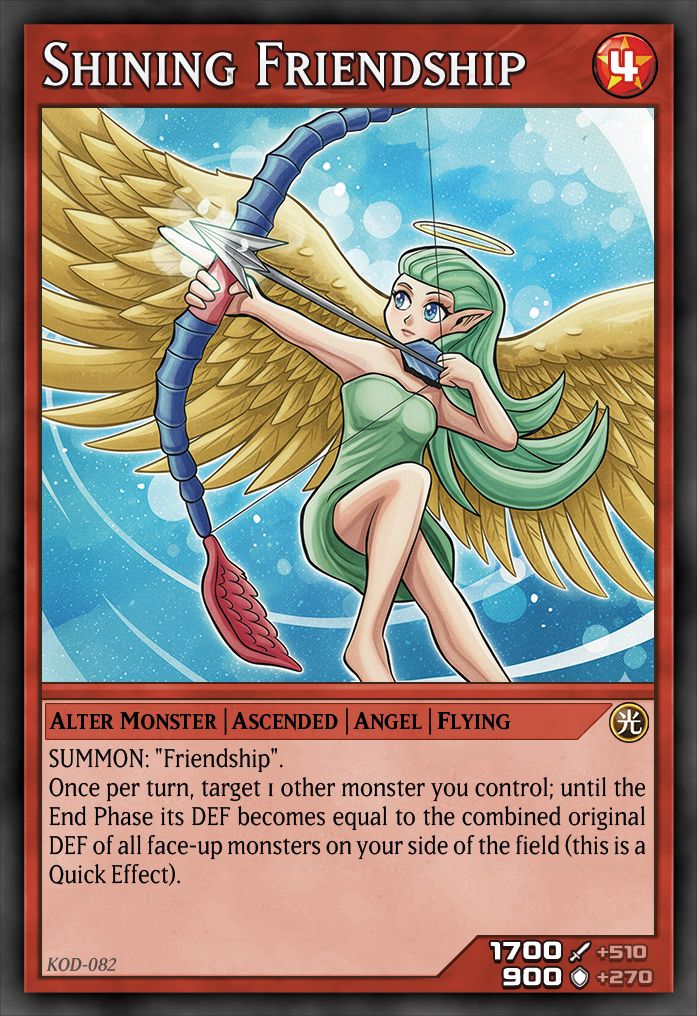 Shining Friendship
4
Alter Monster | Ascended | Angel | Flying
光
SUMMON: "Friendship".
Once per turn, target 1 other monster you control; until the
End Phase its DEF becomes equal to the combined original
DEF of all face-up monsters on your side of the field (this is a
Quick Effect).
1700 +510
KOD-082
900 +270